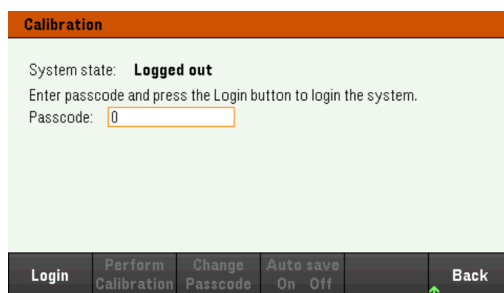 Calibration
System state: Logged out
Enter passcode and press the Login button to login the system.
Passcode: 0
Login
Perform Calibration
Change Passcode
Auto save On Off
Back